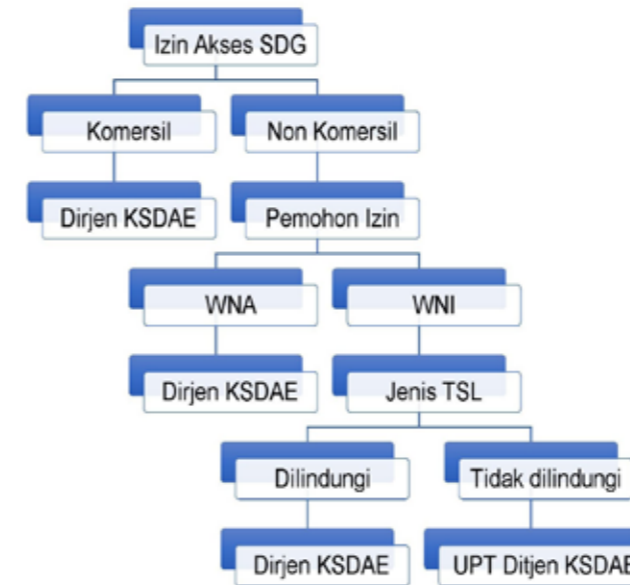 Izin Akses SDG
Komersil
Non Komersil
Dirjen KSDAE
Pemohon Izin
WNA
WNI
Dirjen KSDAE
Jenis TSL
Dilindungi
Tidak dilindungi
Dirjen KSDAE
UPT Ditjen KSDAE